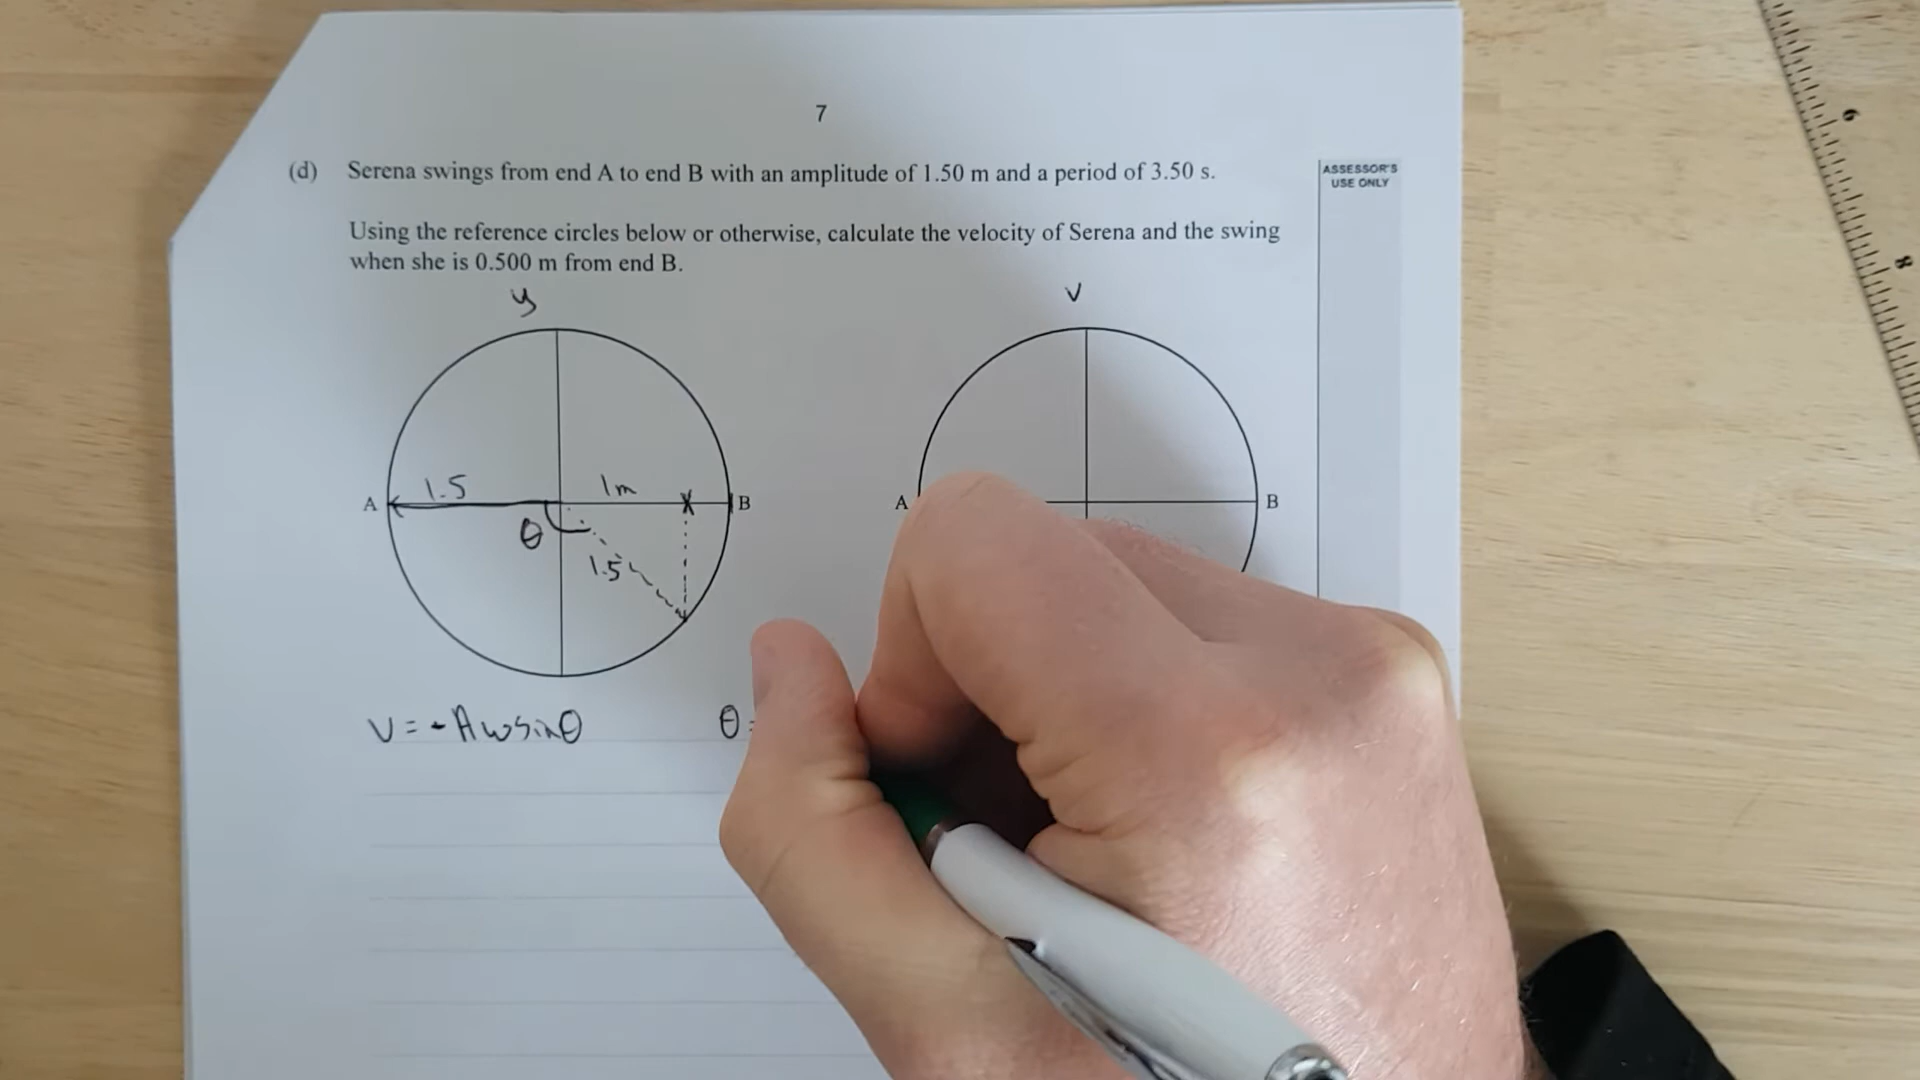 7
(d) Serena swings from end A to end B with an amplitude of 1.50 m and a period of 3.50 s.
ASSESSOR'S
USE ONLY
Using the reference circles below or otherwise, calculate the velocity of Serena and the swing
when she is 0.500 m from end B.
y
v
A
1.5
1m
B
A
B
θ
1.5
v = -Aωsinθ
θ =
6
8